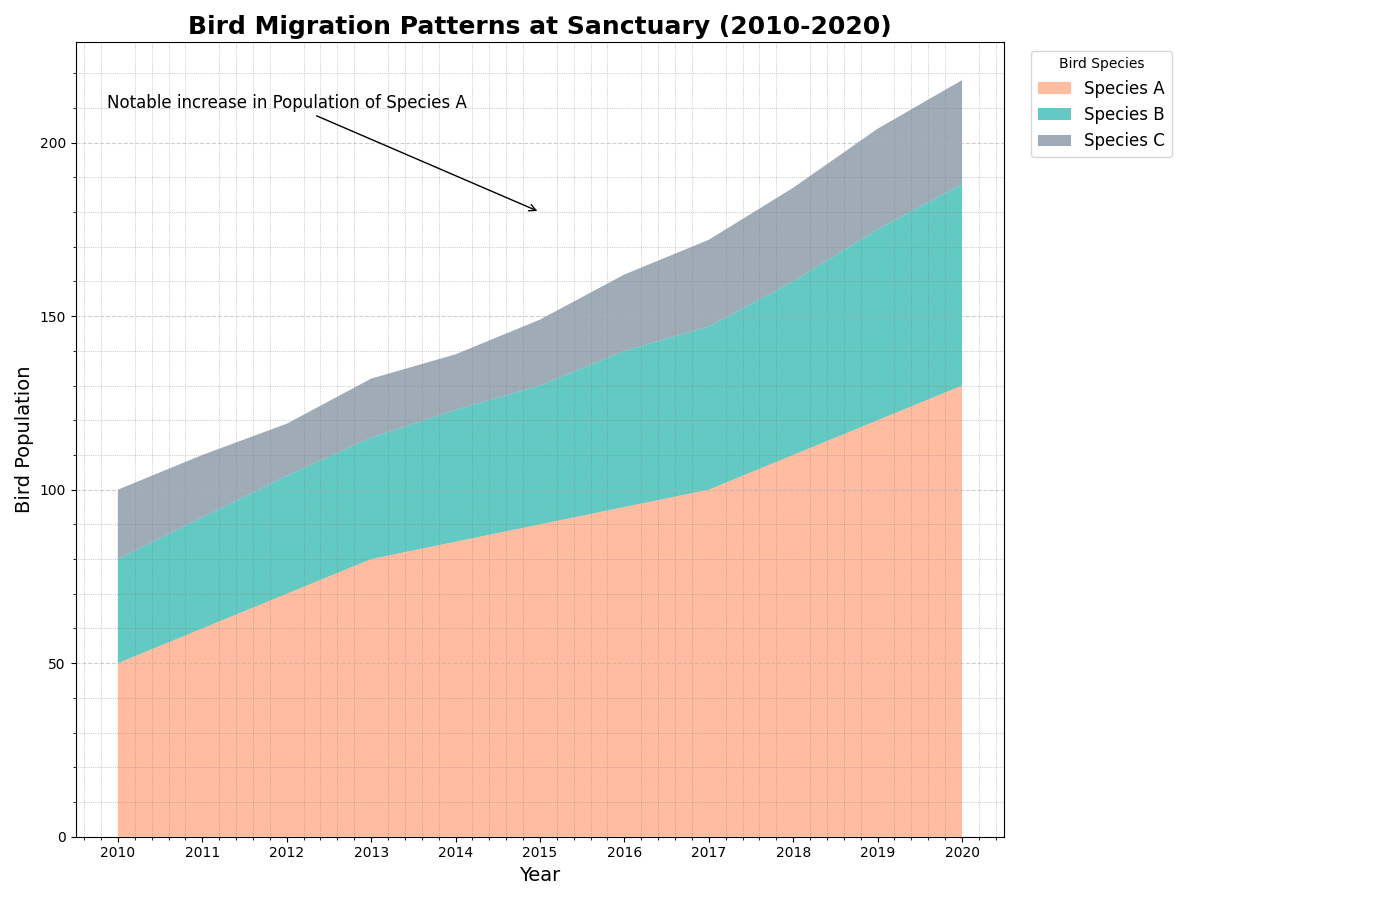 Bird Migration Patterns at Sanctuary (2010-2020)
Notable increase in Population of Species A
Bird Species
Species A
Species B
Species C
Bird Population
200
150
100
50
0
2010 2011 2012 2013 2014 2015 2016 2017 2018 2019 2020
Year